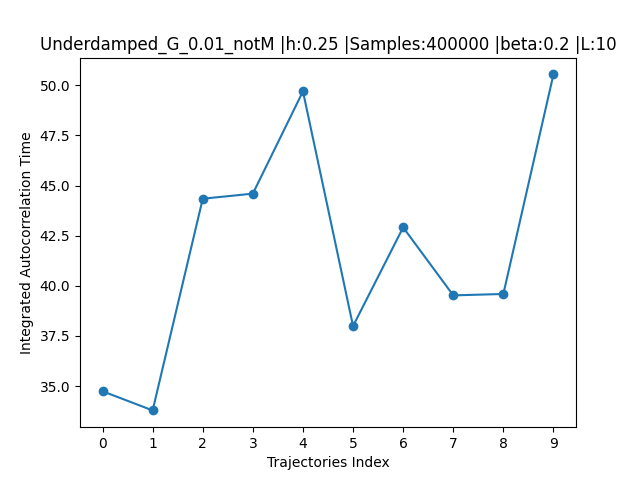 Underdamped_G_0.01_notM |h:0.25 |Samples:400000 |beta:0.2 |L:10
Integrated Autocorrelation Time
50.0
47.5
45.0
42.5
40.0
37.5
35.0
0 1 2 3 4 5 6 7 8 9
Trajectories Index